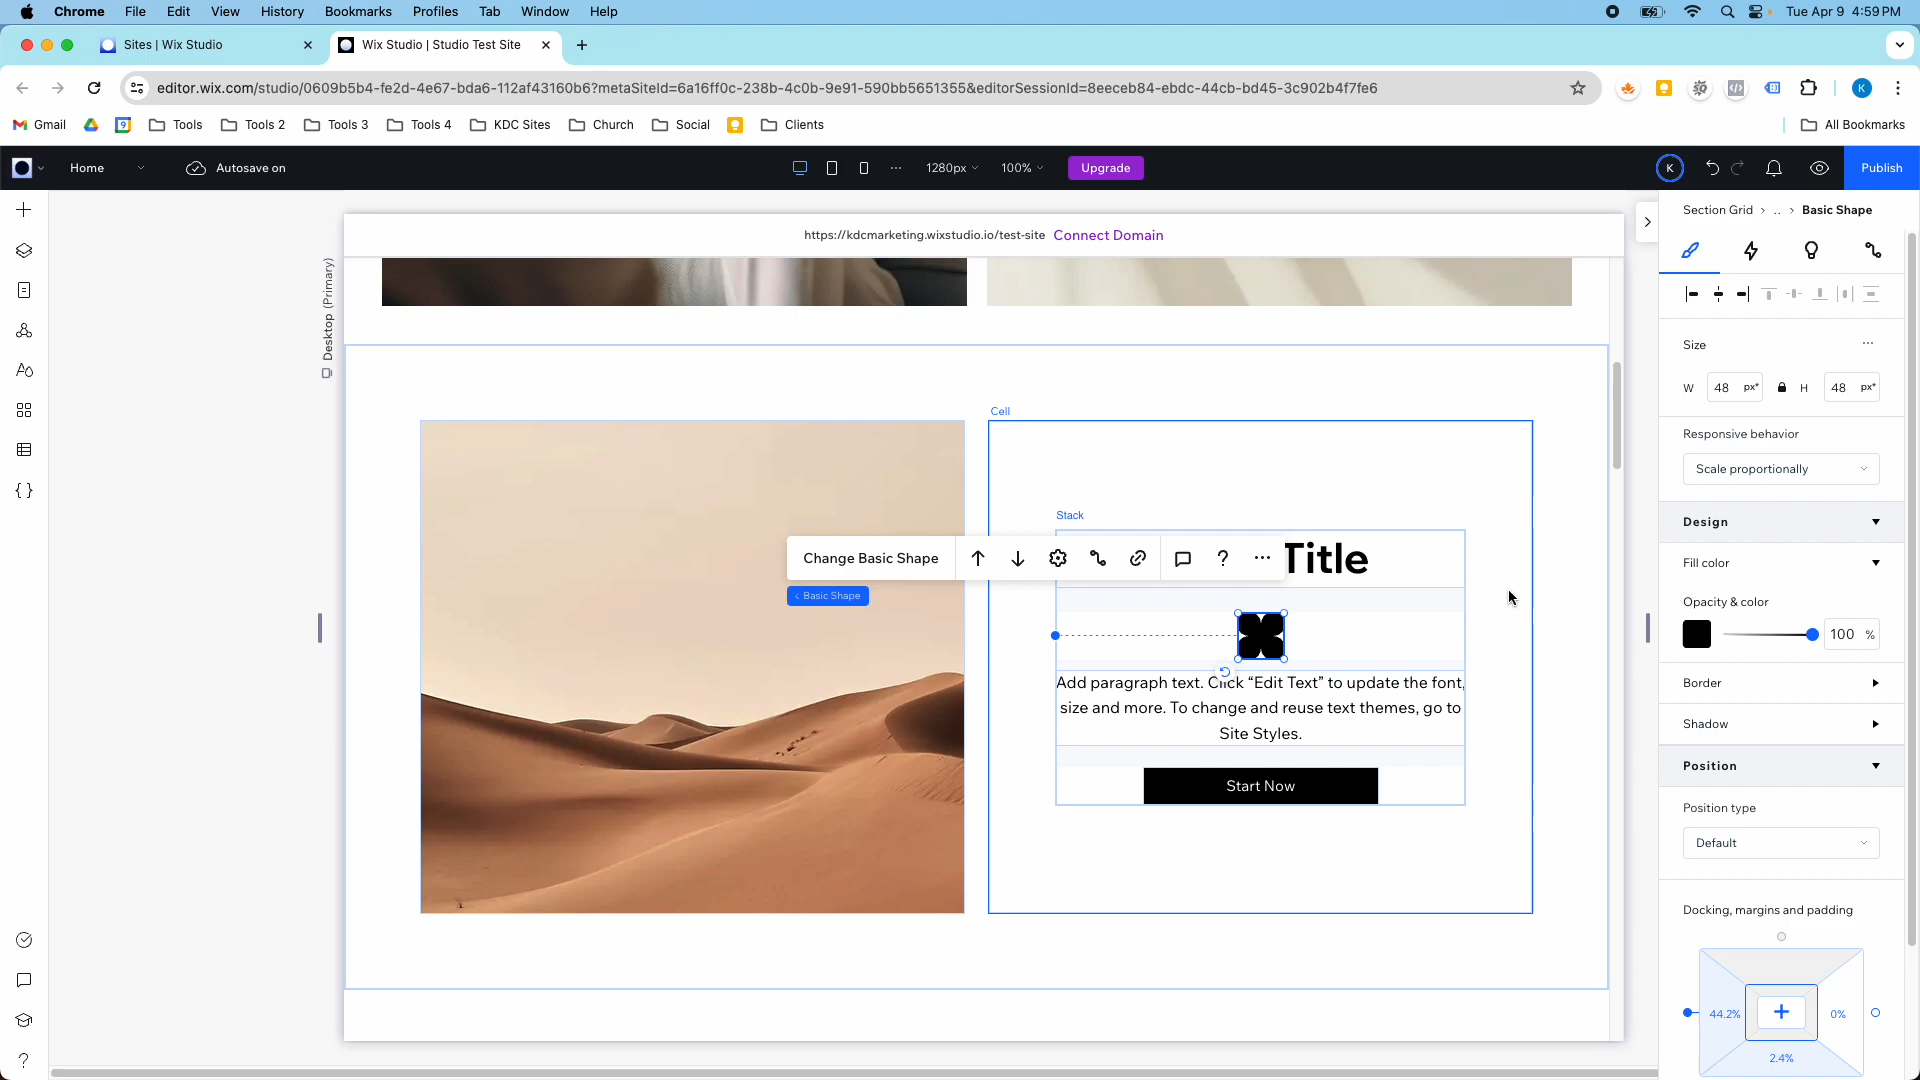 Chrome File Edit View History Bookmarks Profiles Tab Window Help Tue Apr 9 4:59 PM
Sites | Wix Studio Wix Studio | Studio Test Site
editor.wix.com/studio/0609b5b4-fe2d-4e67-bda6-112af43160b6?metaSiteId=6a16ff0c-238b-4c0b-9e91-590bb5651355&editorSessionId=8eeceb84-ebdc-44cb-bd45-3c902b4f7fe6 K
Gmail Tools Tools 2 Tools 3 Tools 4 KDC Sites Church Social Clients All Bookmarks
Home Autosave on 1280px 100% Upgrade K Publish
Section Grid > .. > Basic Shape
https://kdcmarketing.wixstudio.io/test-site Connect Domain
Desktop (Primary)
Size
W 48 px* H 48 px*
Cell
Responsive behavior
Scale proportionally
Stack
Design
Change Basic Shape
Title
Fill color
< Basic Shape
Opacity & color
100 %
Add paragraph text. Click “Edit Text” to update the font,
size and more. To change and reuse text themes, go to
Site Styles.
Border
Shadow
Start Now
Position
Position type
Default
Docking, margins and padding
44.2% 0%
2.4%